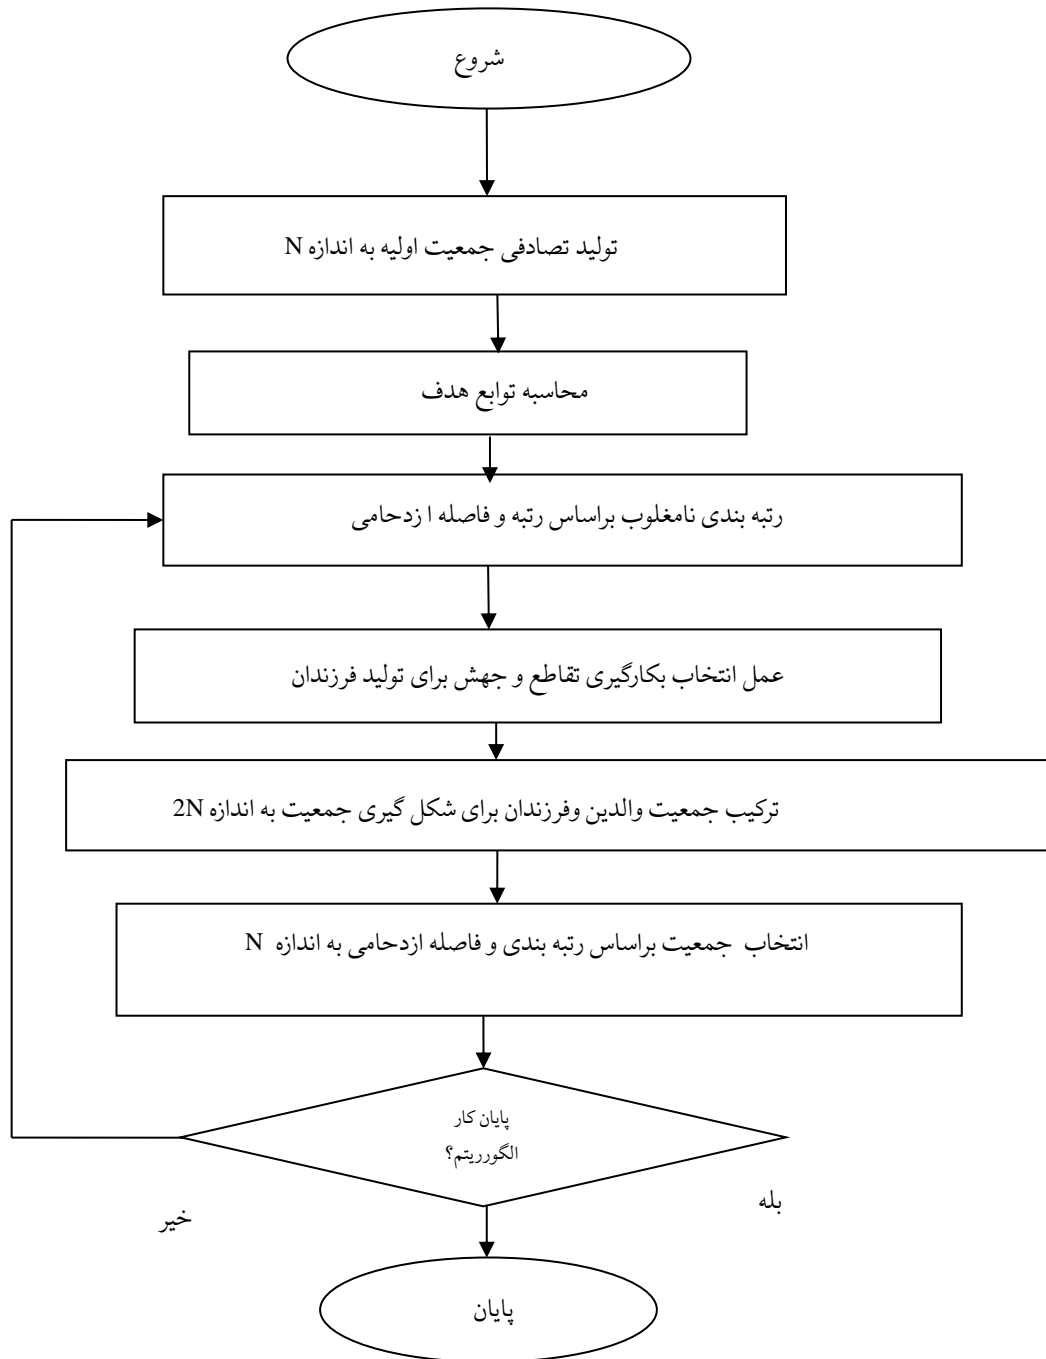 شروع
تولید تصادفی جمعیت اولیه به اندازه N
محاسبه توابع هدف
رتبه بندی نامغلوب براساس رتبه و فاصله ا زدحامی
عمل انتخاب بکارگیری تقاطع و جهش برای تولید فرزندان
ترکیب جمعیت والدین وفرزندان برای شکل گیری جمعیت به اندازه 2N
انتخاب جمعیت براساس رتبه بندی و فاصله ازدحامی به اندازه N
پایان کار
الگورریتم؟
بله
خیر
پایان